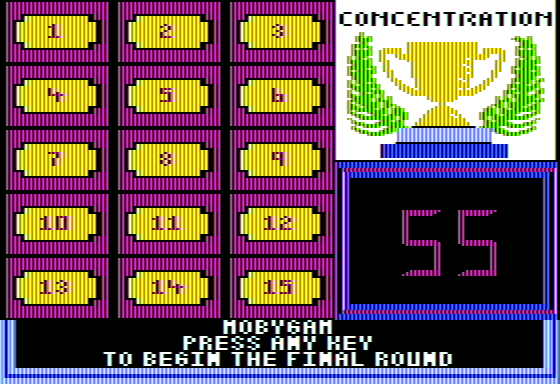 1 2 3
4 5 6
7 8 9
10 11 12
13 14 15
CONCENTRATION
55
MOBYGAM
PRESS ANY KEY
TO BEGIN THE FINAL ROUND